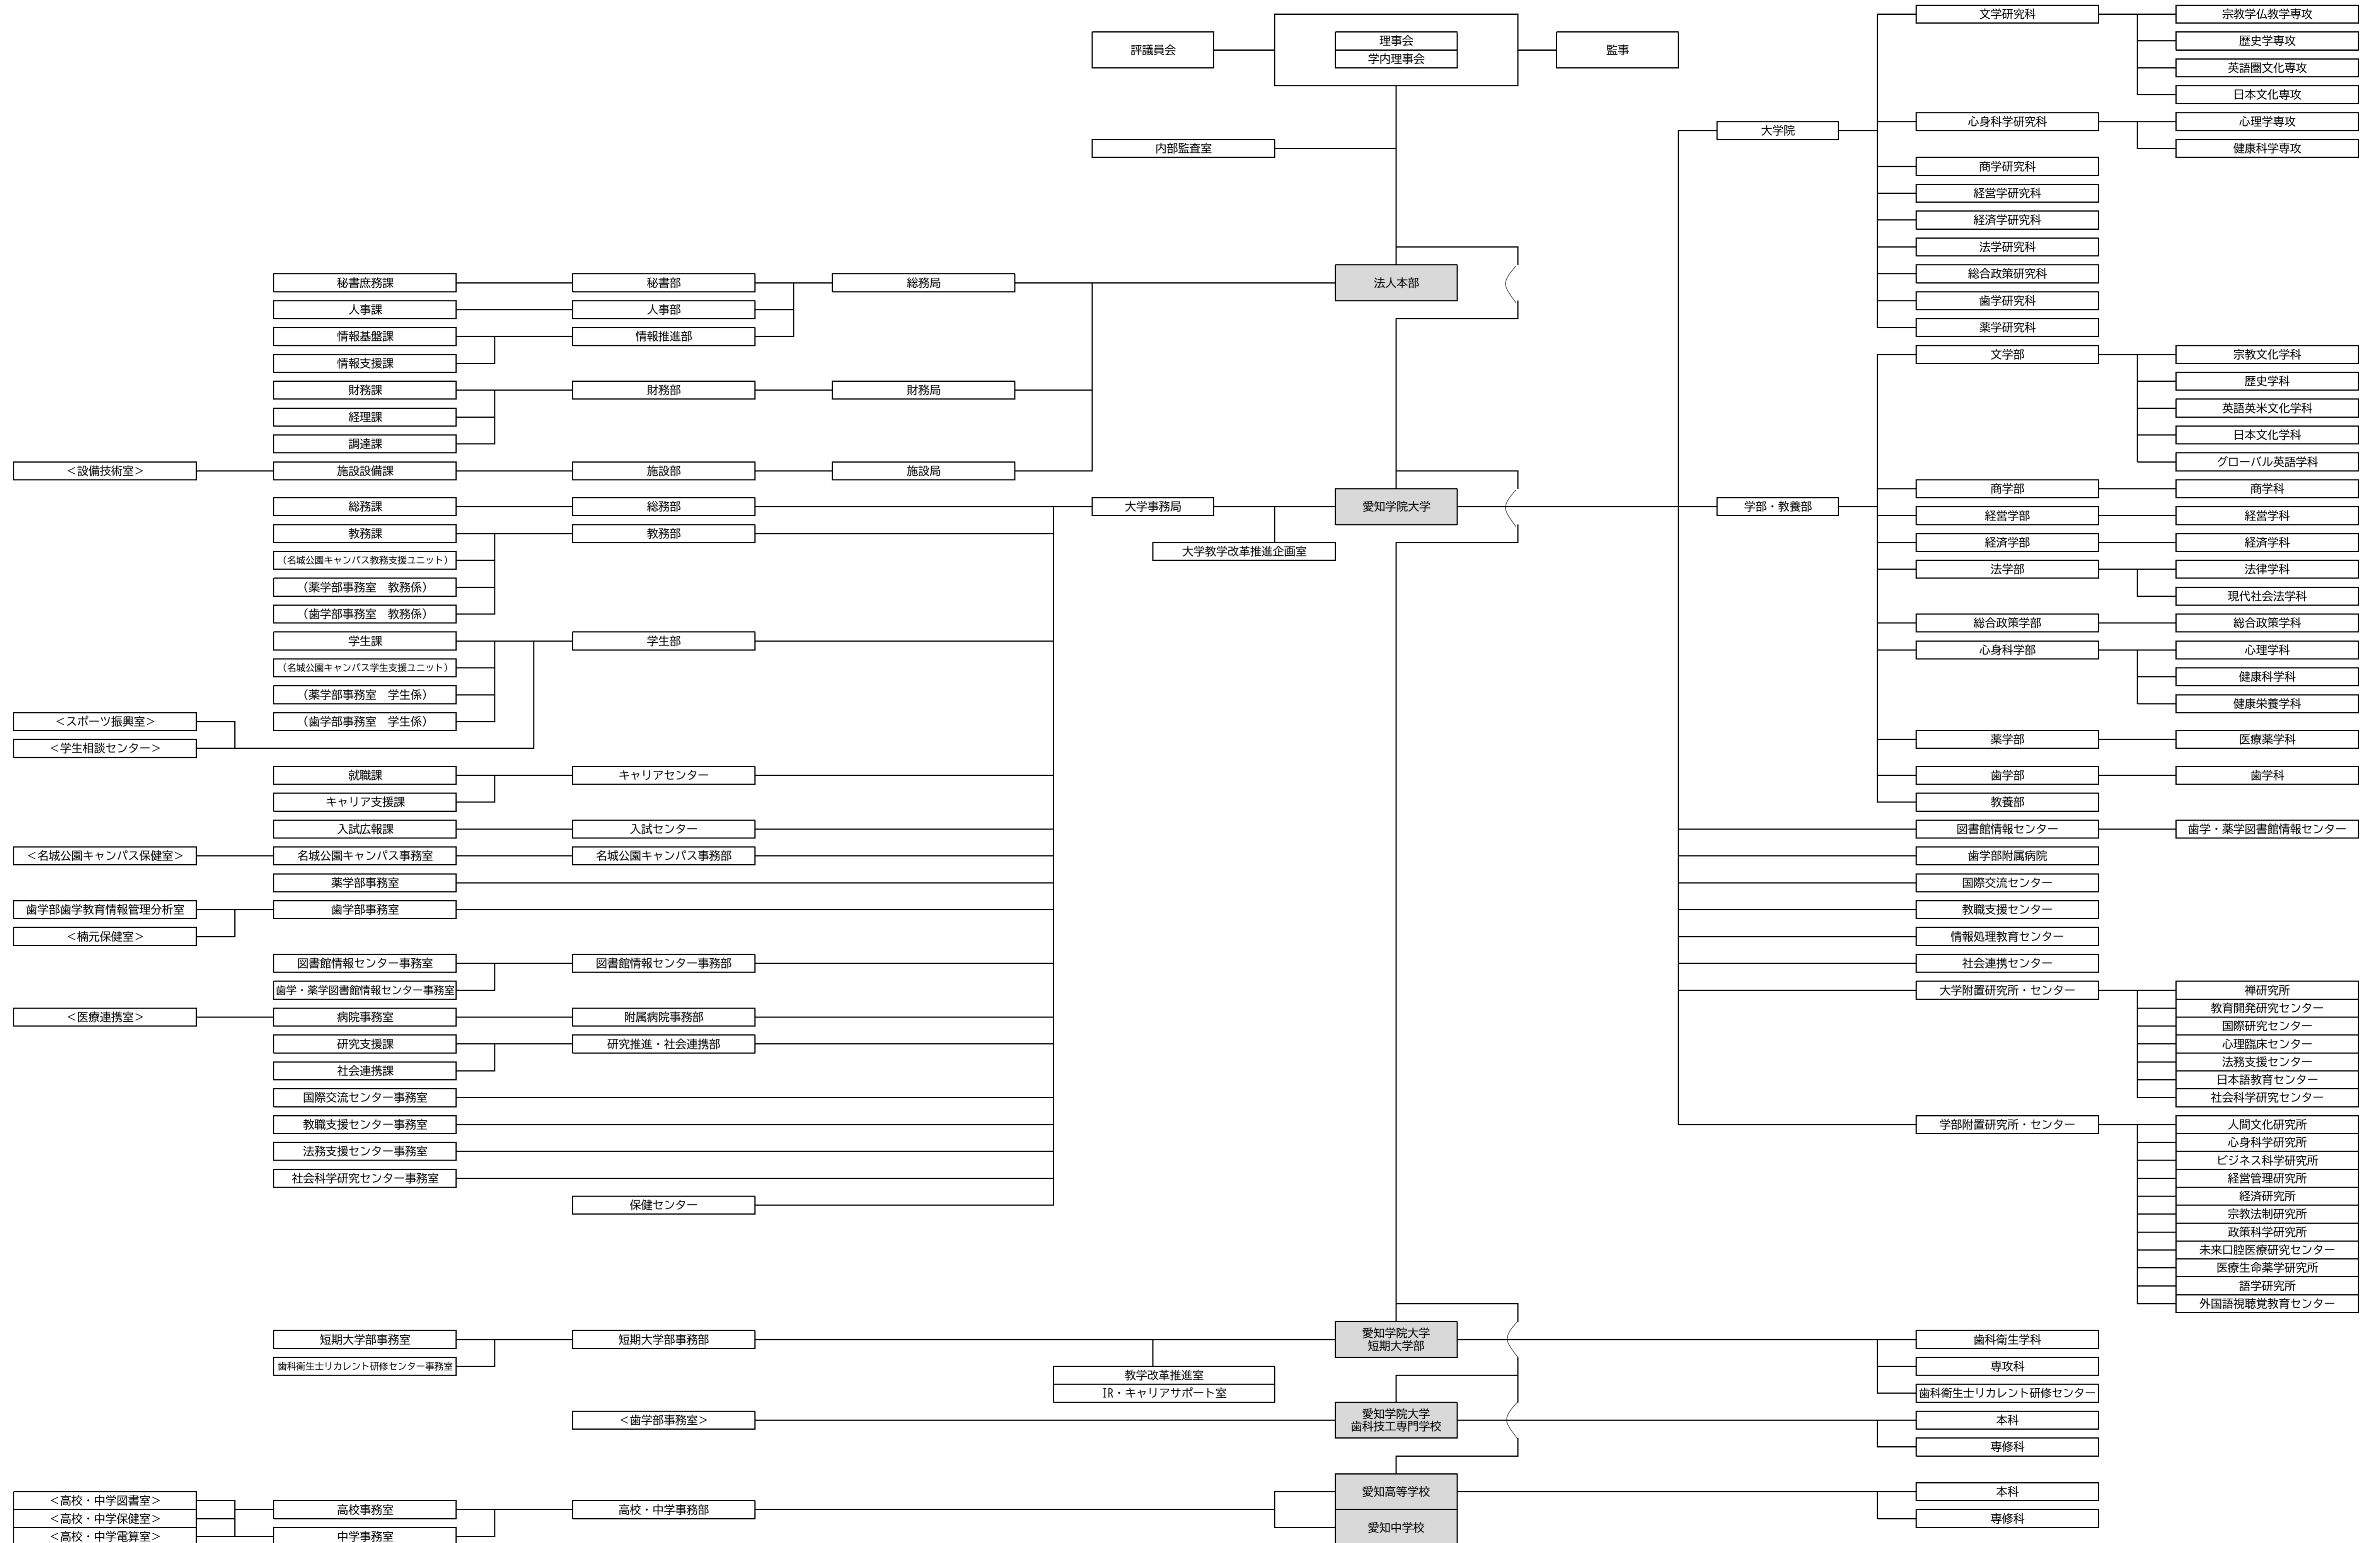 評議員会
理事会
学内理事会
監事
内部監査室
法人本部
総務局
秘書部
秘書庶務課
人事部
人事課
情報推進部
情報基盤課
情報支援課
財務局
財務部
財務課
経理課
調達課
施設局
施設部
施設設備課
＜設備技術室＞
愛知学院大学
大学事務局
大学教学改革推進企画室
総務部
総務課
教務部
教務課
（名城公園キャンパス教務支援ユニット）
（薬学部事務室　教務係）
（歯学部事務室　教務係）
学生部
学生課
（名城公園キャンパス学生支援ユニット）
（薬学部事務室　学生係）
（歯学部事務室　学生係）
＜スポーツ振興室＞
＜学生相談センター＞
キャリアセンター
就職課
キャリア支援課
入試センター
入試広報課
名城公園キャンパス事務部
名城公園キャンパス事務室
＜名城公園キャンパス保健室＞
薬学部事務室
歯学部事務室
歯学部歯学教育情報管理分析室
＜楠元保健室＞
図書館情報センター事務部
図書館情報センター事務室
歯学・薬学図書館情報センター事務室
附属病院事務部
病院事務室
＜医療連携室＞
研究推進・社会連携部
研究支援課
社会連携課
国際交流センター事務室
教職支援センター事務室
法務支援センター事務室
社会科学研究センター事務室
保健センター
大学院
文学研究科
宗教学仏教学専攻
歴史学専攻
英語圏文化専攻
日本文化専攻
心身科学研究科
心理学専攻
健康科学専攻
商学研究科
経営学研究科
経済学研究科
法学研究科
総合政策研究科
歯学研究科
薬学研究科
学部・教養部
文学部
宗教文化学科
歴史学科
英語英米文化学科
日本文化学科
グローバル英語学科
商学部
商学科
経営学部
経営学科
経済学部
経済学科
法学部
法律学科
現代社会法学科
総合政策学部
総合政策学科
心身科学部
心理学科
健康科学科
健康栄養学科
薬学部
医療薬学科
歯学部
歯学科
教養部
図書館情報センター
歯学・薬学図書館情報センター
歯学部附属病院
国際交流センター
教職支援センター
情報処理教育センター
社会連携センター
大学附置研究所・センター
禅研究所
教育開発研究センター
国際研究センター
心理臨床センター
法務支援センター
日本語教育センター
社会科学研究センター
学部附置研究所・センター
人間文化研究所
心身科学研究所
ビジネス科学研究所
経営管理研究所
経済研究所
宗教法制研究所
政策科学研究所
未来口腔医療研究センター
医療生命薬学研究所
語学研究所
外国語視聴覚教育センター
愛知学院大学
短期大学部
短期大学部事務部
短期大学部事務室
歯科衛生士リカレント研修センター事務室
教学改革推進室
IR・キャリアサポート室
歯科衛生学科
専攻科
歯科衛生士リカレント研修センター
愛知学院大学
歯科技工専門学校
＜歯学部事務室＞
本科
専修科
愛知高等学校
愛知中学校
高校・中学事務部
高校事務室
中学事務室
＜高校・中学図書室＞
＜高校・中学保健室＞
＜高校・中学電算室＞
本科
専修科